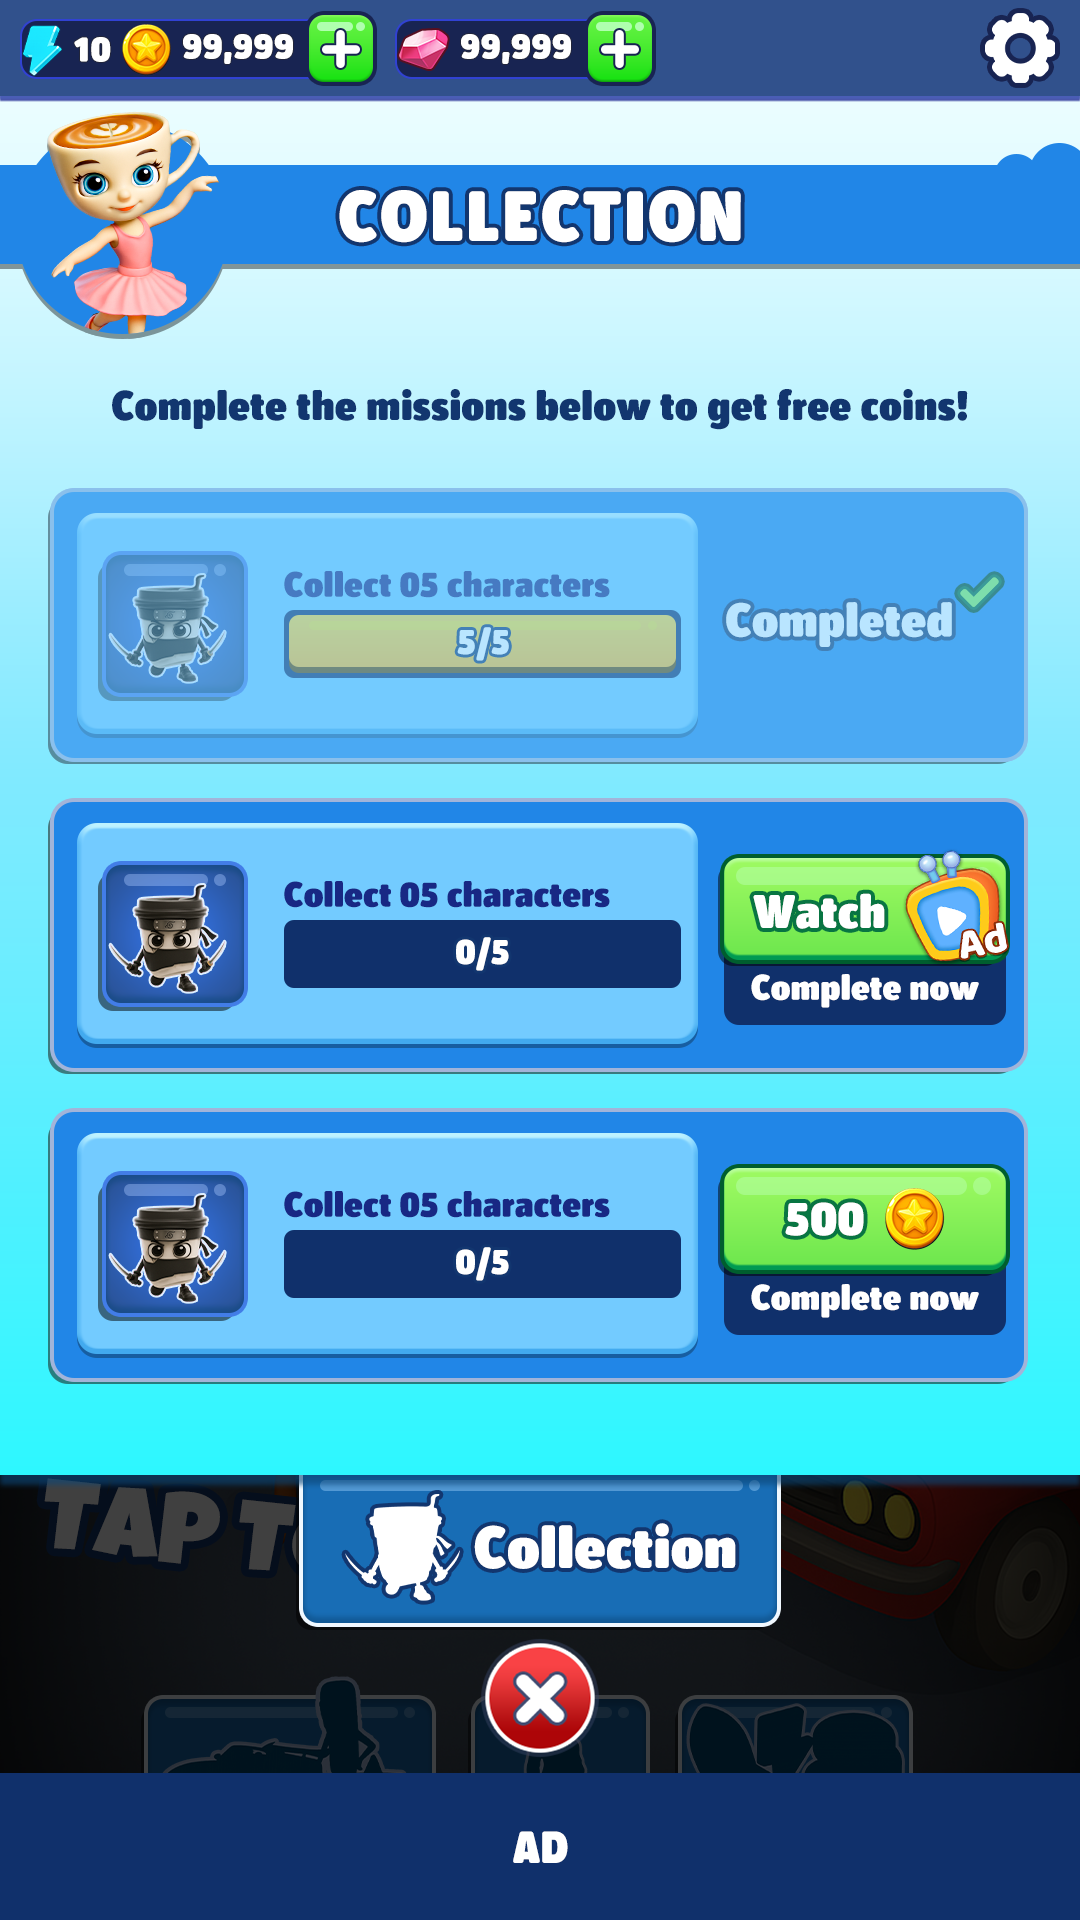 10 99,999 99,999
COLLECTION
Complete the missions below to get free coins!
Collect 05 characters
5/5
Completed
Collect 05 characters
0/5
Watch
Ad
Complete now
Collect 05 characters
0/5
500
Complete now
TAP
Collection
AD